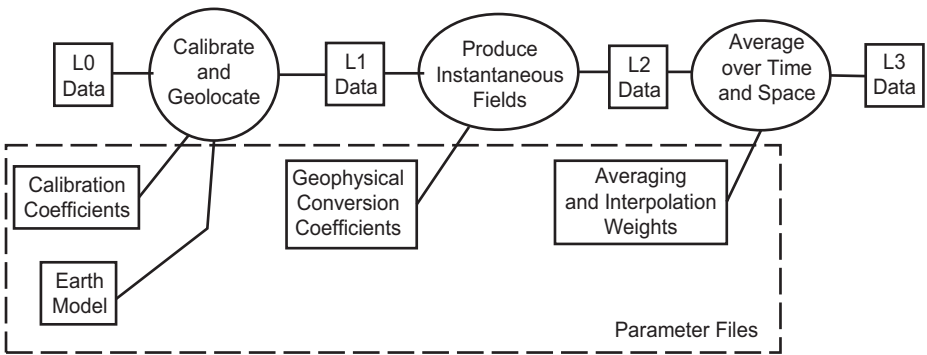 L0
Data
Calibrate
and
Geolocate
L1
Data
Produce
Instantaneous
Fields
L2
Data
Average
over Time
and Space
L3
Data
Calibration
Coefficients
Geophysical
Conversion
Coefficients
Averaging
and Interpolation
Weights
Earth
Model
Parameter Files